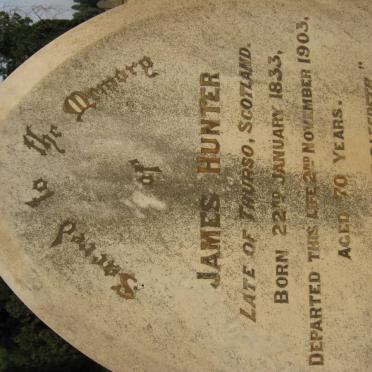 Sacred to the Memory
of
JAMES HUNTER
LATE OF THURSO, SCOTLAND.
BORN 22ND JANUARY 1833,
DEPARTED THIS LIFE 2ND NOVEMBER 1903.
AGED 70 YEARS.